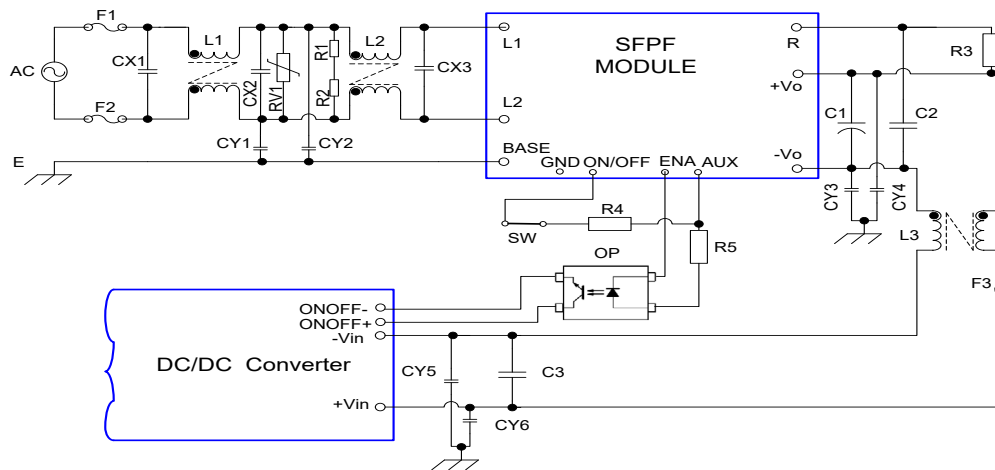 F1
L1
L2
L1
SFPF
MODULE
R
R3
AC
CX1
CX2
RV1
R1
R2
CX3
+Vo
C1
C2
F2
L2
-Vo
CY1
CY2
BASE
E
GND
ON/OFF
ENA
AUX
CY3
CY4
SW
R4
R5
L3
OP
F3
ONOFF-
ONOFF+
-Vin
DC/DC Converter
CY5
C3
+Vin
CY6